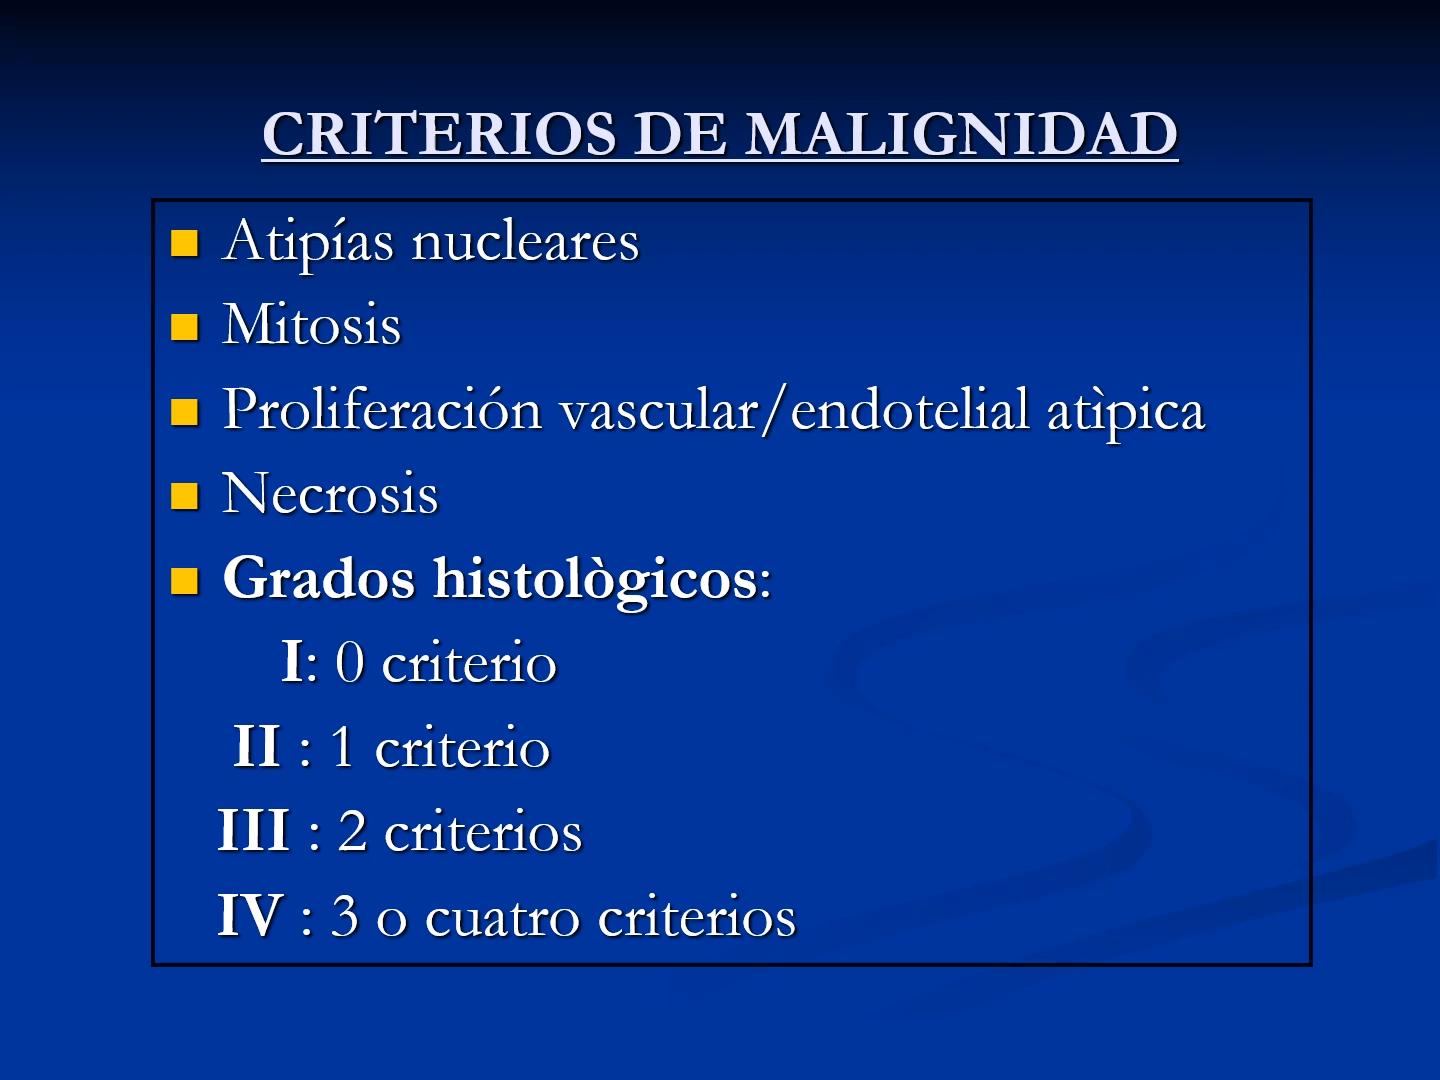 CRITERIOS DE MALIGNIDAD
Atipías nucleares
Mitosis
Proliferación vascular/endotelial atìpica
Necrosis
Grados histològicos:
I: 0 criterio
II : 1 criterio
III : 2 criterios
IV : 3 o cuatro criterios